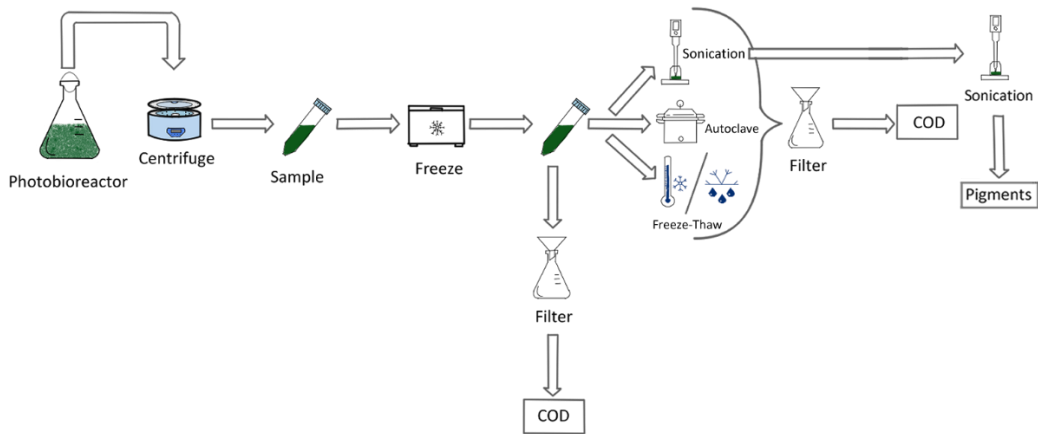 Photobioreactor
Centrifuge
Sample
Freeze
Sonication
Autoclave
Freeze-Thaw
Filter
COD
Sonication
Pigments
Filter
COD